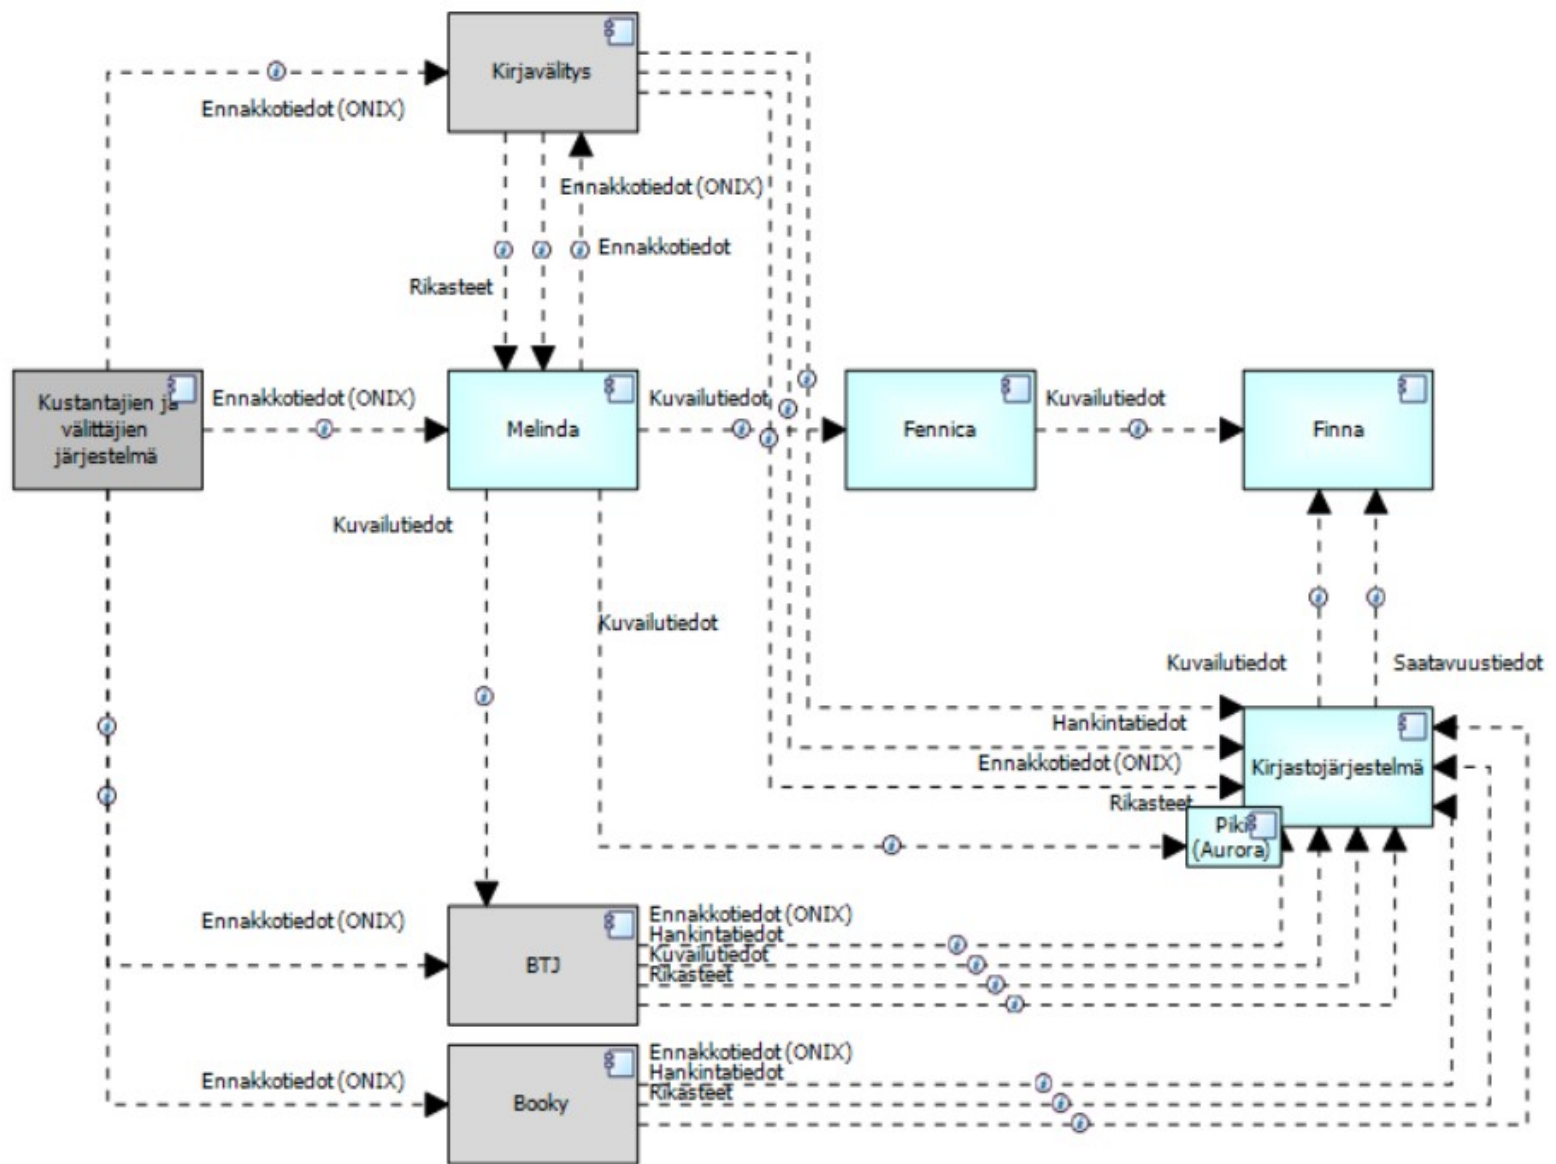 Kirjavälitys
Ennakkotiedot (ONIX)
Ennakkotiedot (ONIX)
Ennakkotiedot
Rikasteet
Kustantajien ja
välittäjien
järjestelmä
Ennakkotiedot (ONIX)
Melinda
Kuvailutiedot
Fennica
Kuvailutiedot
Finna
Kuvailutiedot
Kuvailutiedot
Kuvailutiedot
Saatavuustiedot
Hankintatiedot
Ennakkotiedot (ONIX)
Kirjastojärjestelmä
Rikasteet
Piki
(Aurora)
Ennakkotiedot (ONIX)
BTJ
Ennakkotiedot (ONIX)
Hankintatiedot
Kuvailutiedot
Rikasteet
Ennakkotiedot (ONIX)
Booky
Ennakkotiedot (ONIX)
Hankintatiedot
Rikasteet